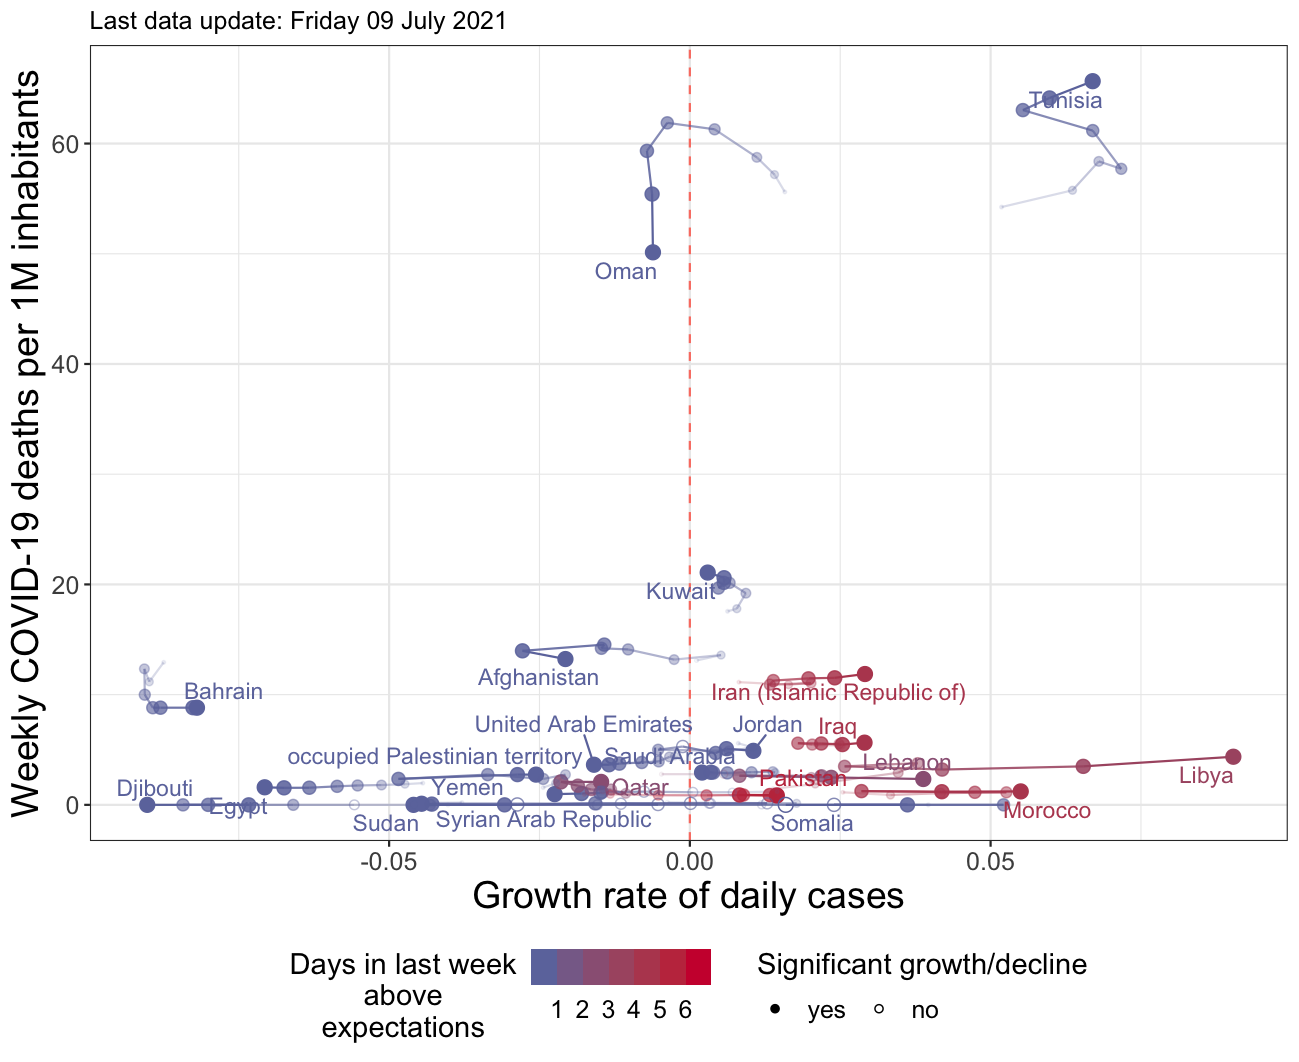 Last data update: Friday 09 July 2021
Weekly COVID-19 deaths per 1M inhabitants
60
40
20
0
Tunisia
Oman
Kuwait
Afghanistan
Bahrain
Iran (Islamic Republic of)
United Arab Emirates
Jordan
Iraq
occupied Palestinian territory
Saudi Arabia
Lebanon
Libya
Djibouti
Yemen
Qatar
Pakistan
Egypt
Morocco
Sudan
Syrian Arab Republic
Somalia
-0.05
0.00
0.05
Growth rate of daily cases
Days in last week
above
expectations
1 2 3 4 5 6
Significant growth/decline
yes
no